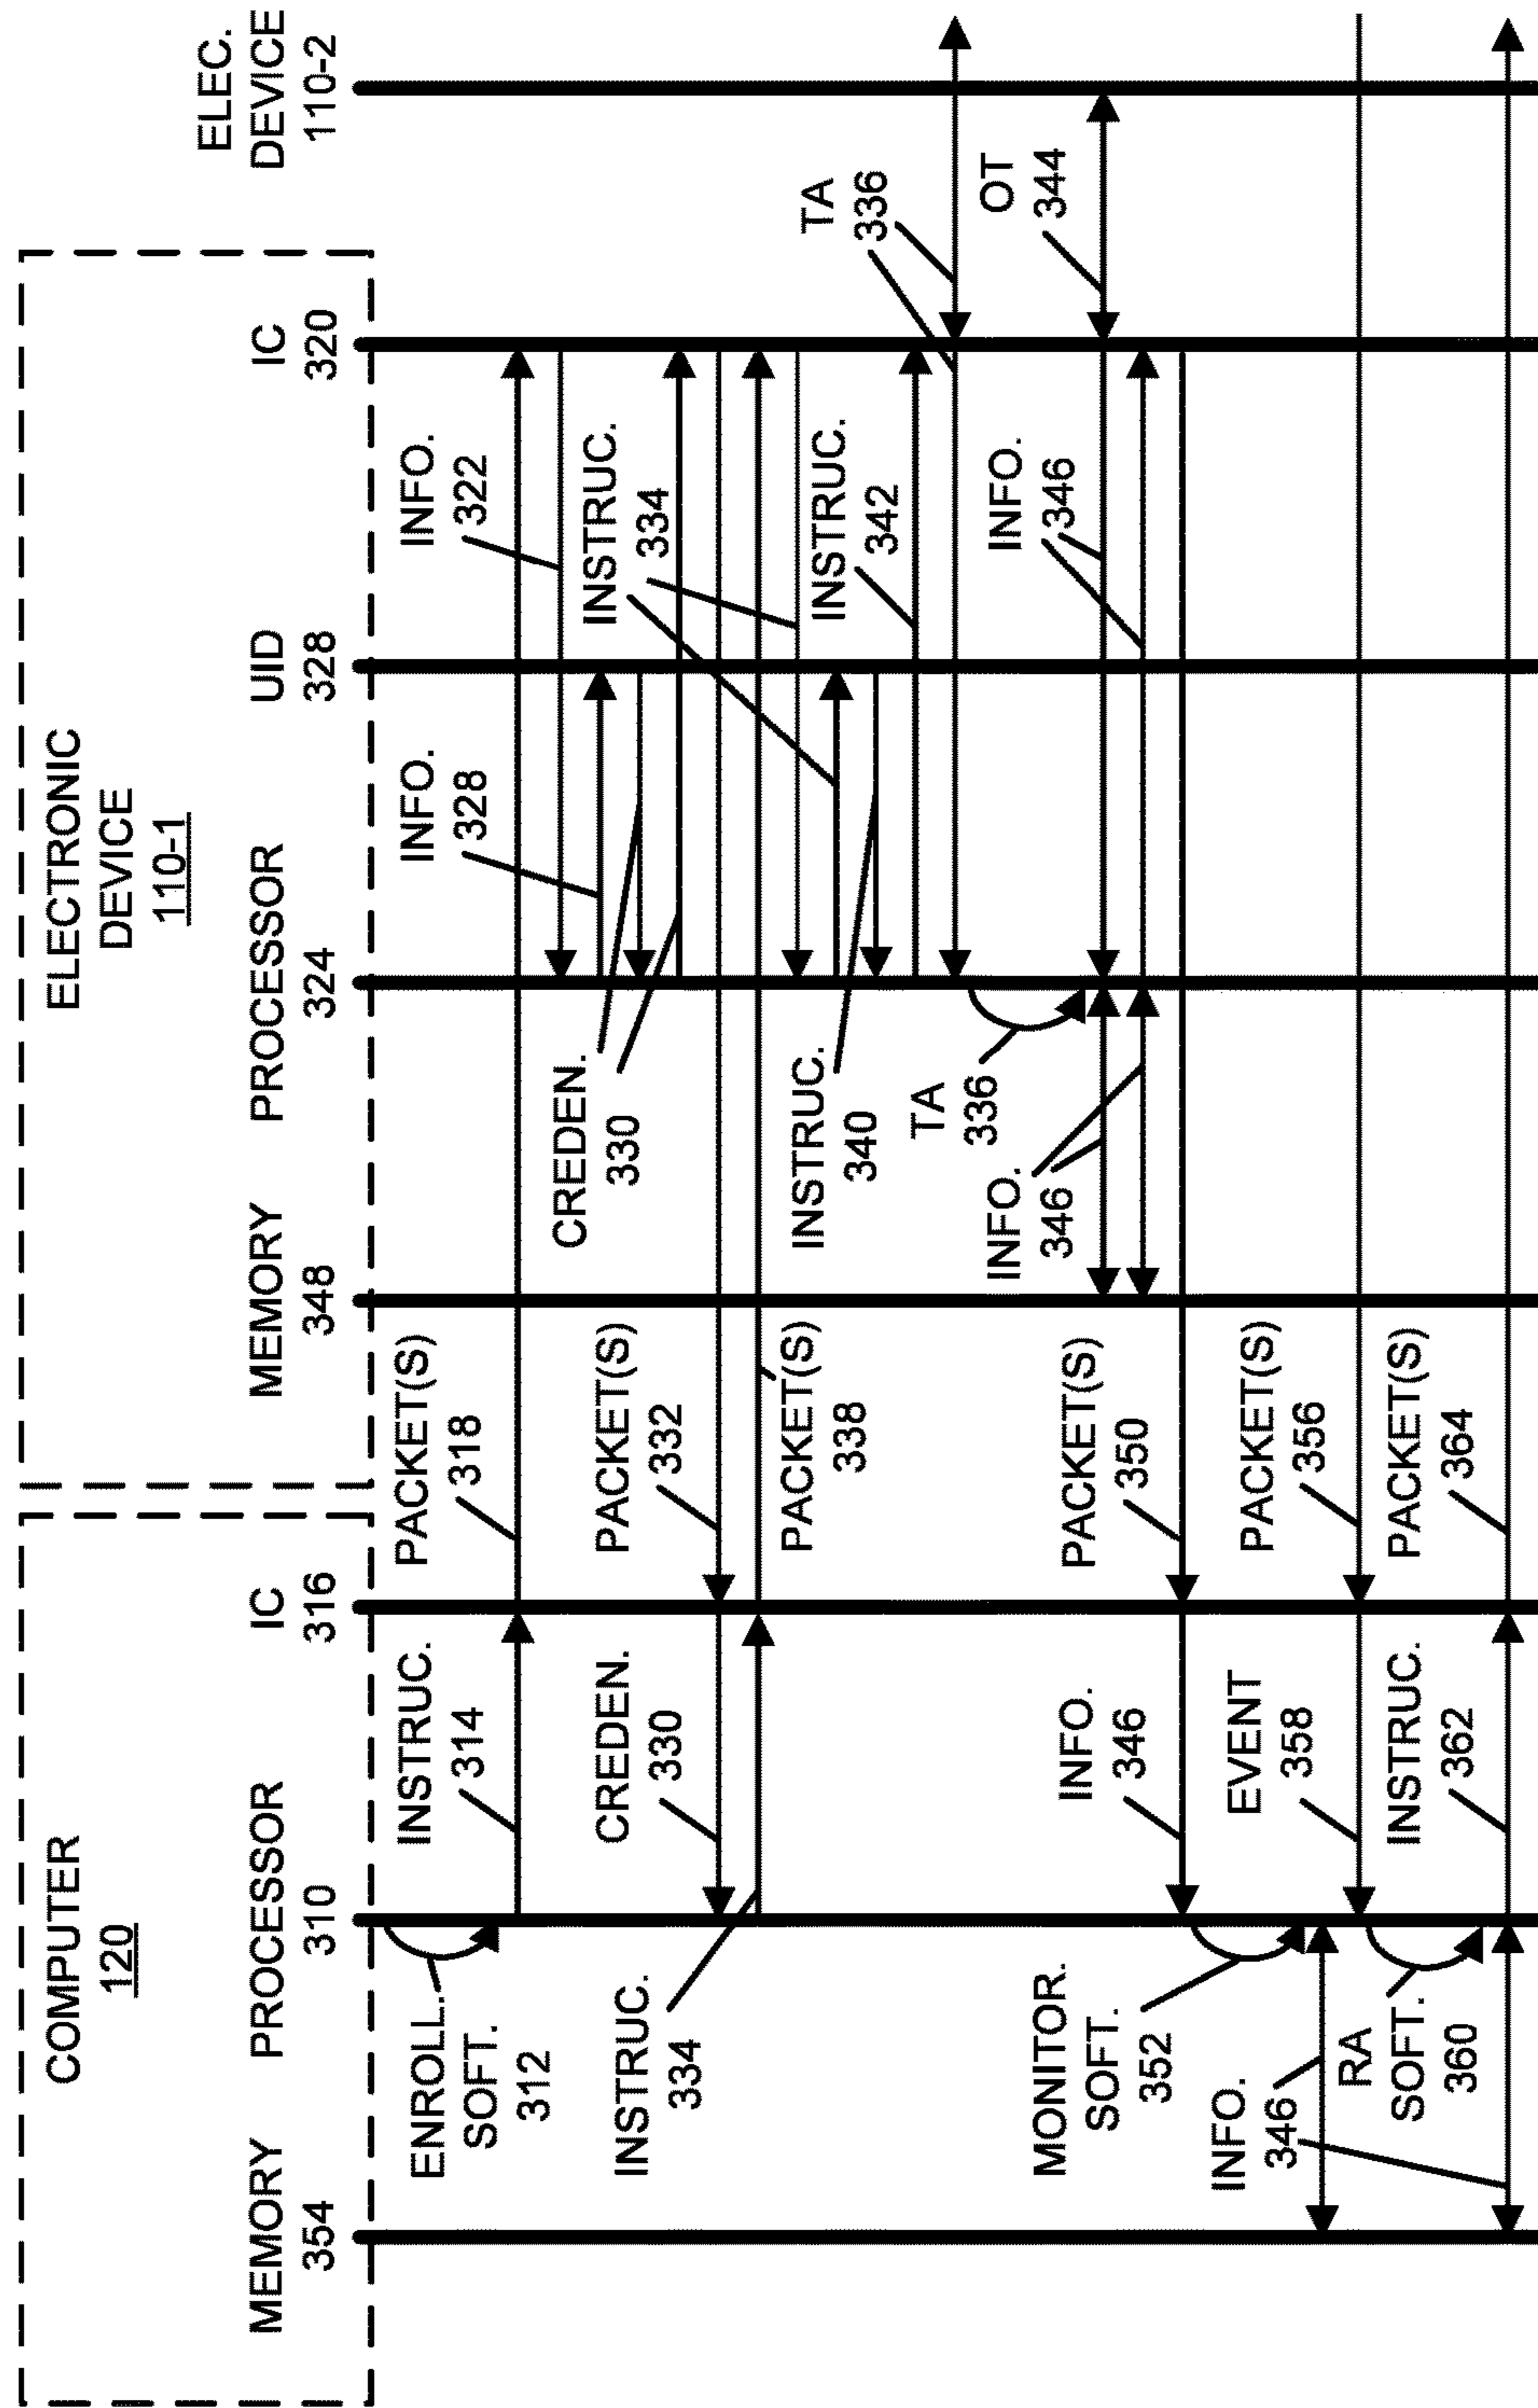 COMPUTER
120
ELECTRONIC
DEVICE
110-1
MEMORY
354
PROCESSOR
310
IC
316
MEMORY
348
PROCESSOR
324
UID
328
IC
320
ELEC.
DEVICE
110-2
ENROLL.
SOFT.
312
INSTRUC.
314
PACKET(S)
318
INFO.
322
INFO.
328
CREDEN.
330
CREDEN.
330
PACKET(S)
332
INSTRUC.
334
PACKET(S)
338
INSTRUC.
334
INSTRUC.
340
INSTRUC.
342
TA
336
TA
336
OT
344
INFO.
346
INFO.
346
INFO.
346
PACKET(S)
350
MONITOR.
SOFT.
352
INFO.
346
EVENT
358
PACKET(S)
356
RA
SOFT.
360
INSTRUC.
362
PACKET(S)
364